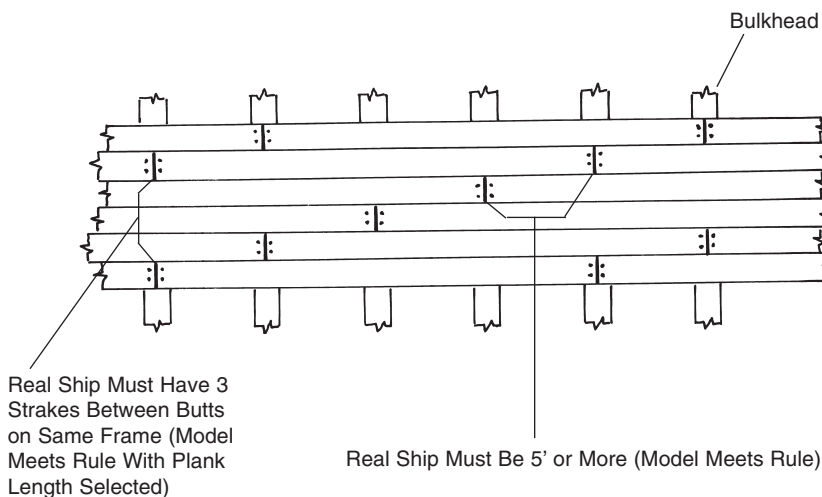 Bulkhead
Real Ship Must Have 3
Strakes Between Butts
on Same Frame (Model
Meets Rule With Plank
Length Selected)
Real Ship Must Be 5' or More (Model Meets Rule)